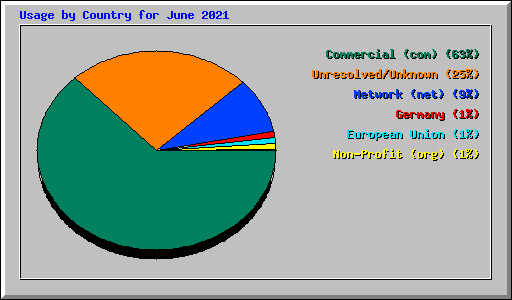 Usage by Country for June 2021
Commercial (com) (63%)
Unresolved/Unknown (25%)
Network (net) (9%)
Germany (1%)
European Union (1%)
Non-Profit (org) (1%)